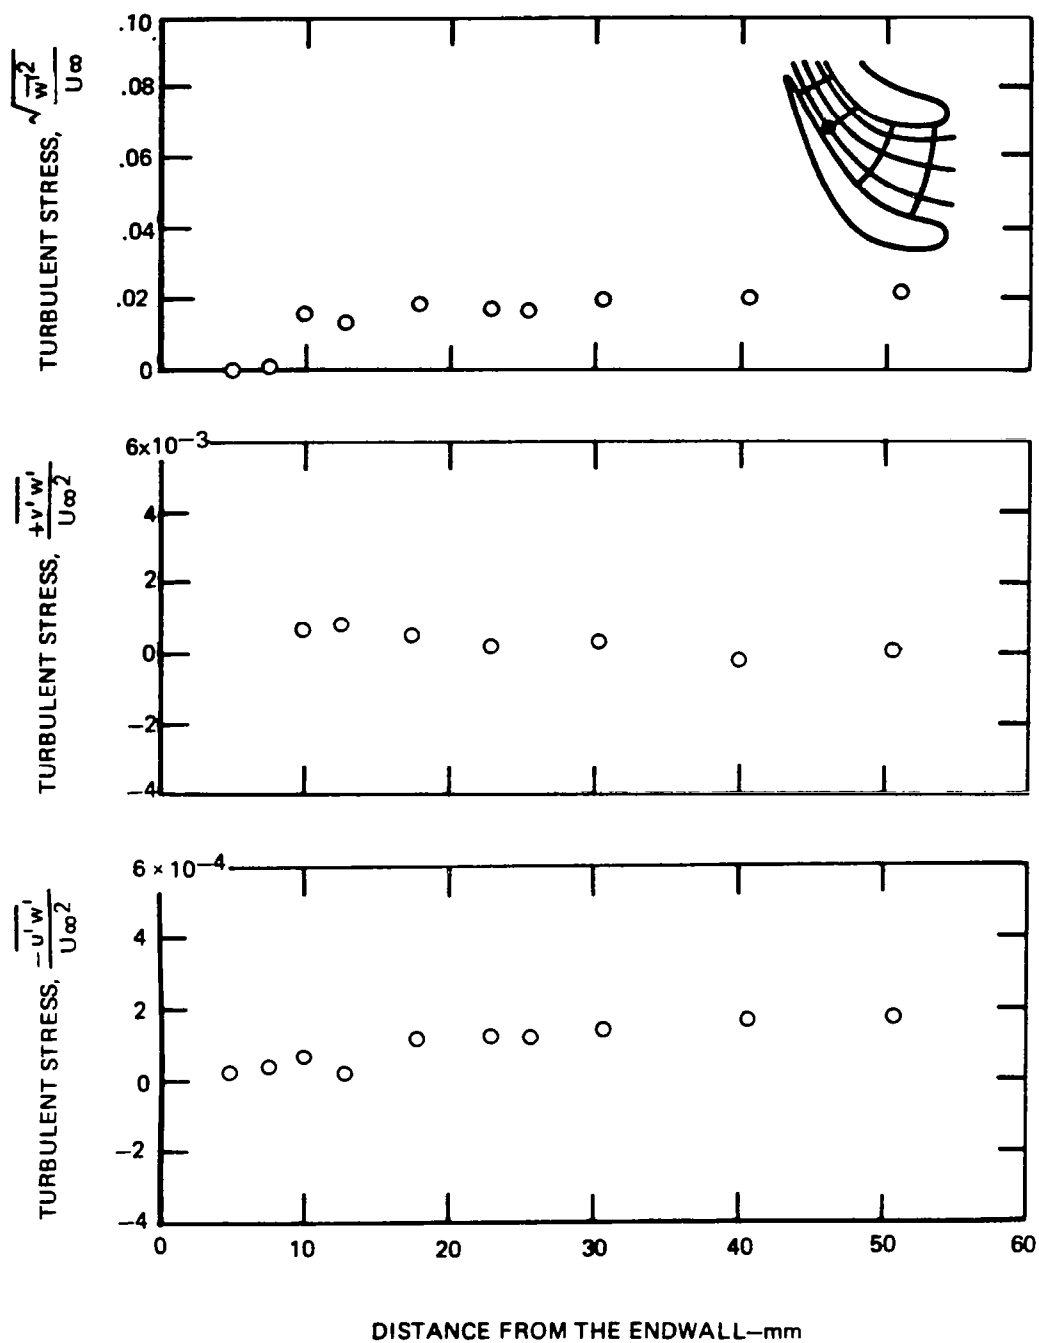 TURBULENT STRESS, √w'2 / U∞
.10
.08
.06
.04
.02
0
TURBULENT STRESS, +v'w' / U∞2
6x10−3
4
2
0
−2
−4
TURBULENT STRESS, −u'w' / U∞2
6 × 10−4
4
2
0
−2
−4
0 10 20 30 40 50 60
DISTANCE FROM THE ENDWALL—mm